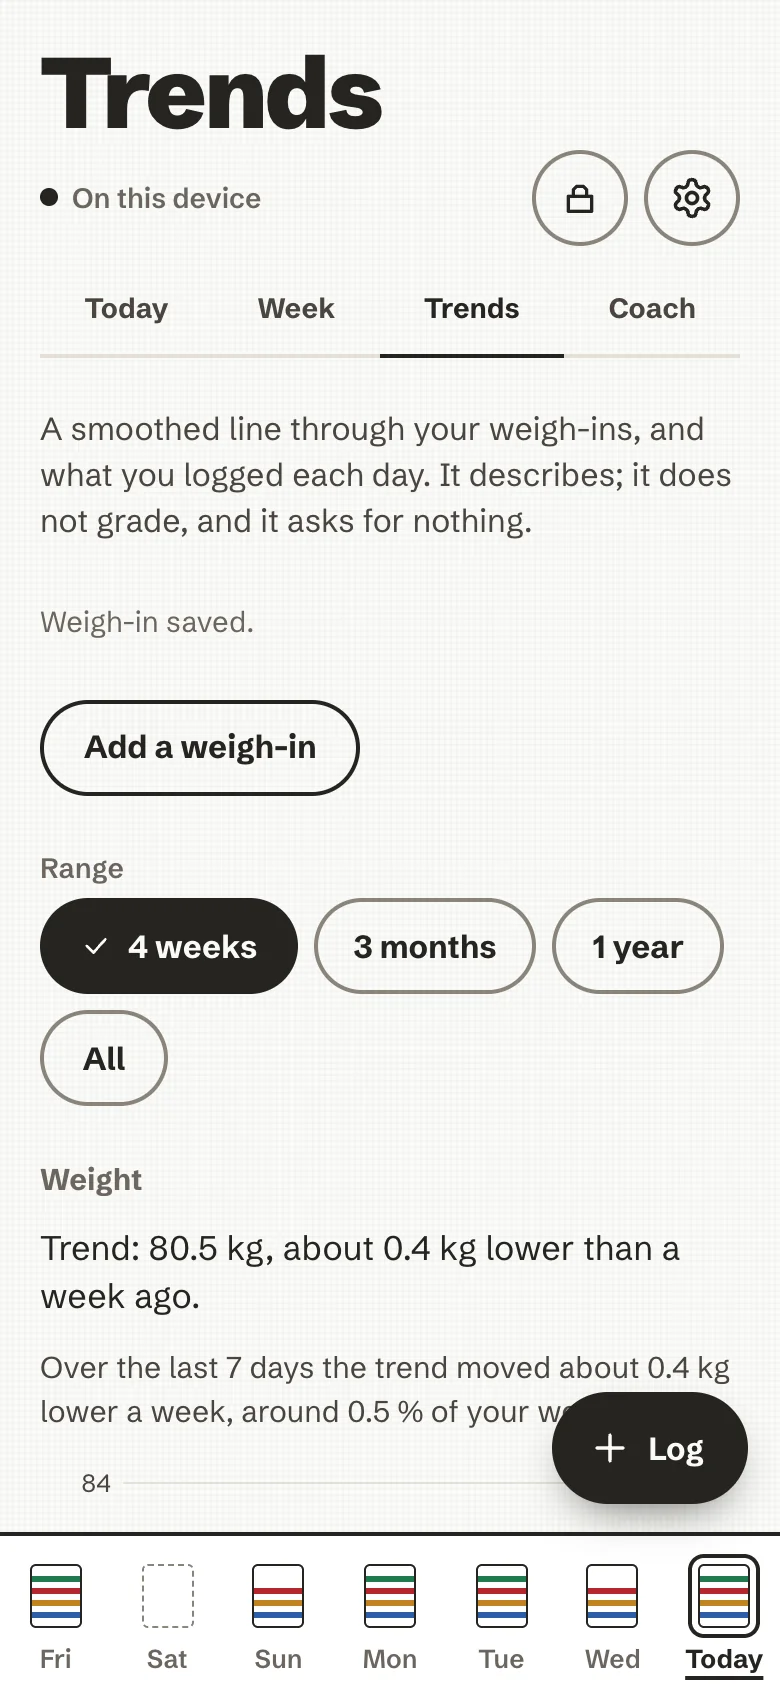 Trends
On this device
Today Week Trends Coach
A smoothed line through your weigh-ins, and
what you logged each day. It describes; it does
not grade, and it asks for nothing.
Weigh-in saved.
Add a weigh-in
Range
4 weeks 3 months 1 year
All
Weight
Trend: 80.5 kg, about 0.4 kg lower than a
week ago.
Over the last 7 days the trend moved about 0.4 kg
lower a week, around 0.5 % of your
+ Log
84
Fri Sat Sun Mon Tue Wed Today